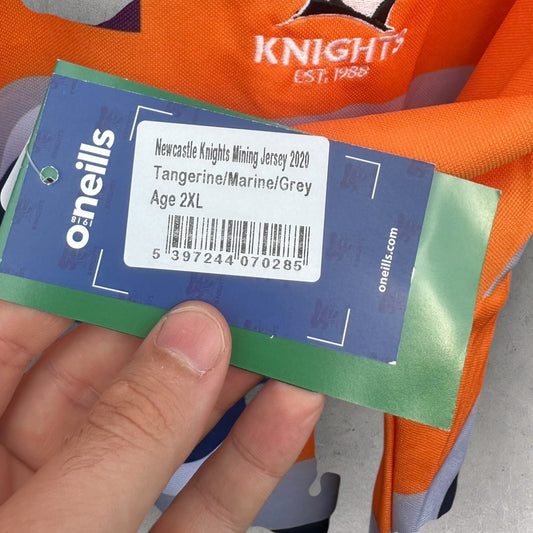 KNIGHTS
EST. 1988
oneills
1918
Newcastle Knights Mining Jersey 2020
Tangerine/Marine/Grey
Age 2XL
5 397244 070285
oneills.com